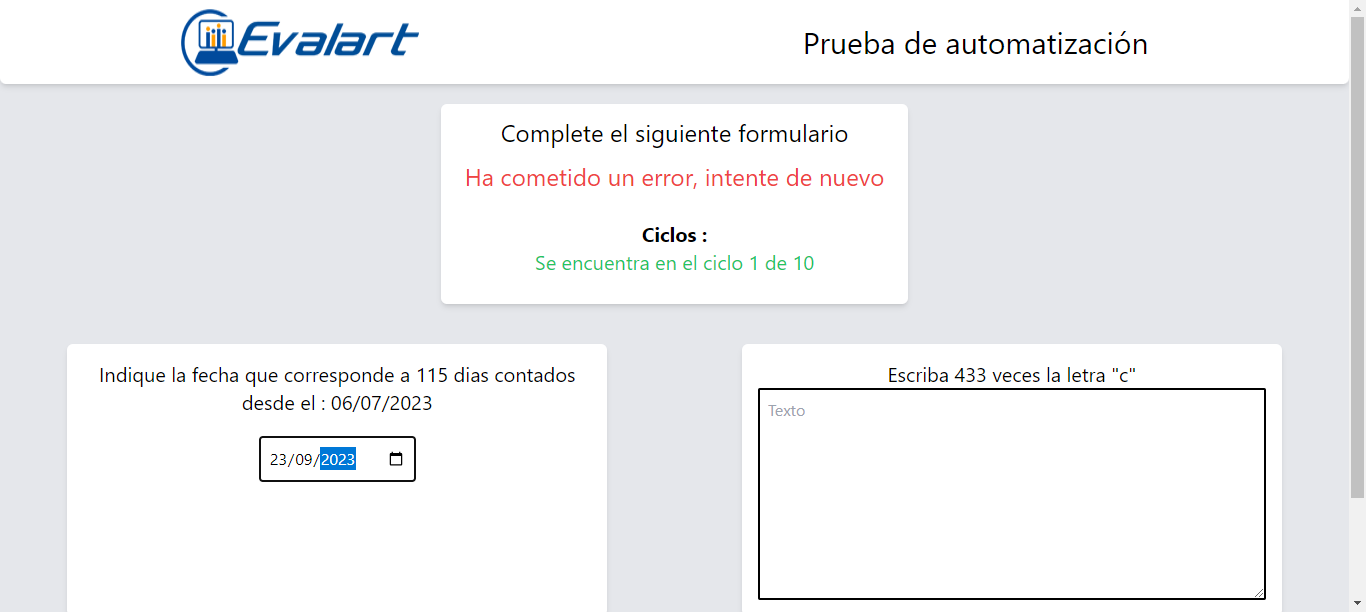 Evalart
Prueba de automatización
Complete el siguiente formulario
Ha cometido un error, intente de nuevo
Ciclos :
Se encuentra en el ciclo 1 de 10
Indique la fecha que corresponde a 115 dias contados
desde el : 06/07/2023
23/09/2023
Escriba 433 veces la letra "c"
Texto